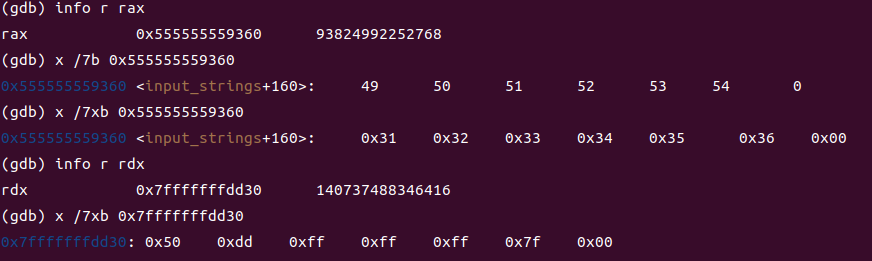 (gdb) info r rax
rax 0x555555559360 93824992252768
(gdb) x /7b 0x555555559360
0x555555559360 <input_strings+160>: 49 50 51 52 53 54 0
(gdb) x /7xb 0x555555559360
0x555555559360 <input_strings+160>: 0x31 0x32 0x33 0x34 0x35 0x36 0x00
(gdb) info r rdx
rdx 0x7fffffffdd30 140737488346416
(gdb) x /7xb 0x7fffffffdd30
0x7fffffffdd30: 0x50 0xdd 0xff 0xff 0xff 0x7f 0x00